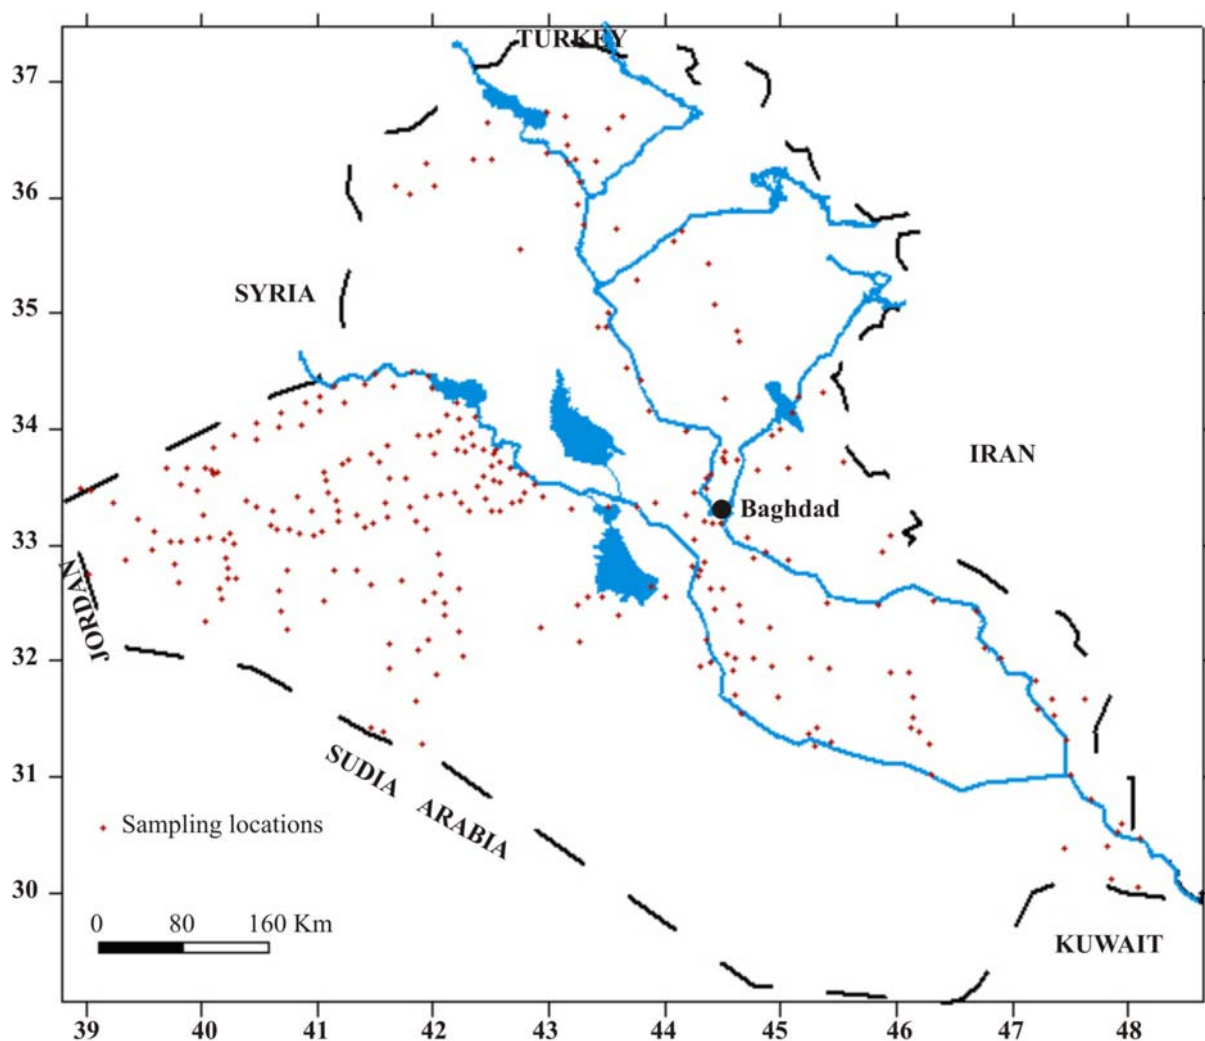 TURKEY
37
36
SYRIA
35
34
IRAN
33
Baghdad
JORDAN
32
SUDIA ARABIA
31
Sampling locations
30
0 80 160 Km
KUWAIT
39 40 41 42 43 44 45 46 47 48